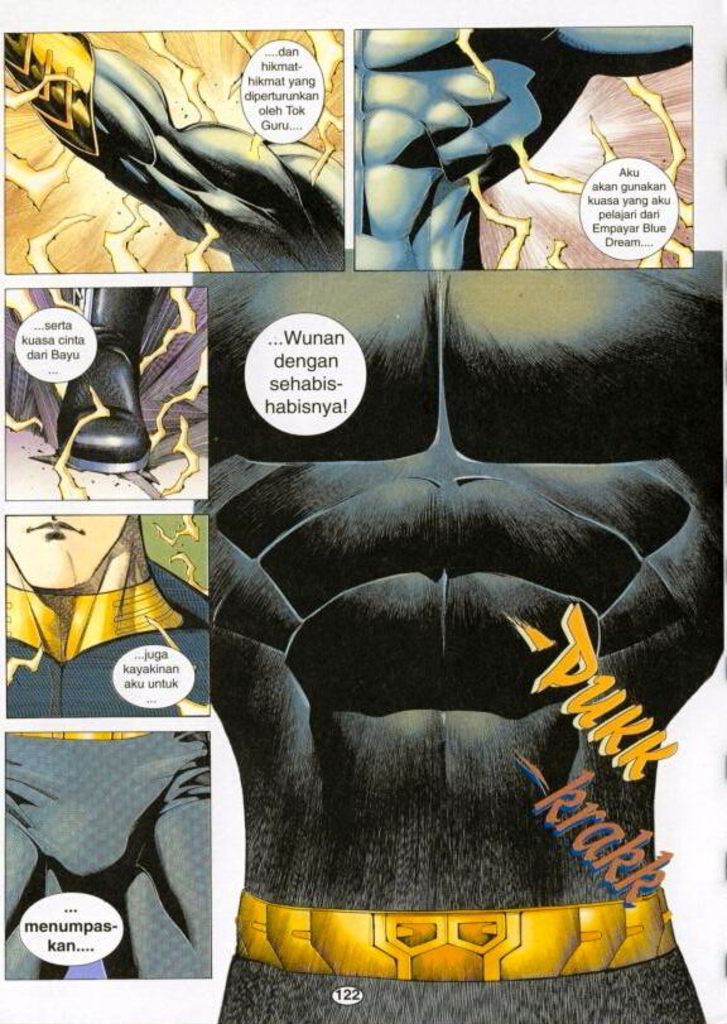 ....dan
hikmat-
hikmat yang
diperturunkan
oleh Tok
Guru....
Aku
akan gunakan
kuasa yang aku
pelajari dari
Empayar Blue
Dream....
...serta
kuasa cinta
dari Bayu
...
...juga
kayakinan
aku untuk
...
...
menumpas-
kan....
...Wunan
dengan
sehabis-
habisnya!
PUKK
krakk
122